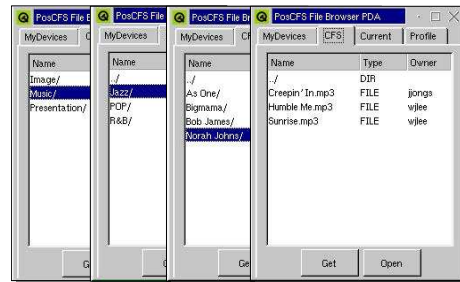 PosCFS File B
MyDevices C
Name
Image/
Music/
Presentation/
G
PosCFS File
MyDevices
Name
../
Jazz/
POP/
R&B/
PosCFS File Br
MyDevices CF
Name
../
As One/
Bigmama/
Bob James/
Norah Johns/
Ge
PosCFS File Browser PDA
MyDevices CFS Current Profile
Name Type Owner
../ DIR
Creepin'In.mp3 FILE jjongs
Humble Me.mp3 FILE wjlee
Sunrise.mp3 FILE wjlee
Get Open